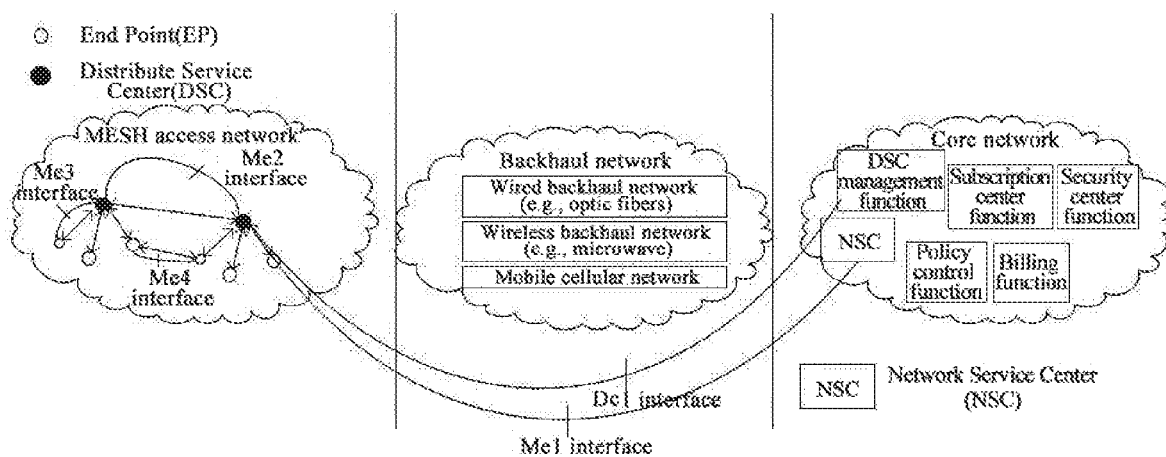 End Point(EP)
Distribute Service
Center(DSC)
MESH access network
Me2
interface
Me3
interface
Me4
interface
Backhaul network
Wired backhaul network
(e.g., optic fibers)
Wireless backhaul network
(e.g., microwave)
Mobile cellular network
Core network
DSC
management
function
Subscription
center
function
Security
center
function
NSC
Policy
control
function
Billing
function
Dc1 interface
Me1 interface
NSC
Network Service Center
(NSC)